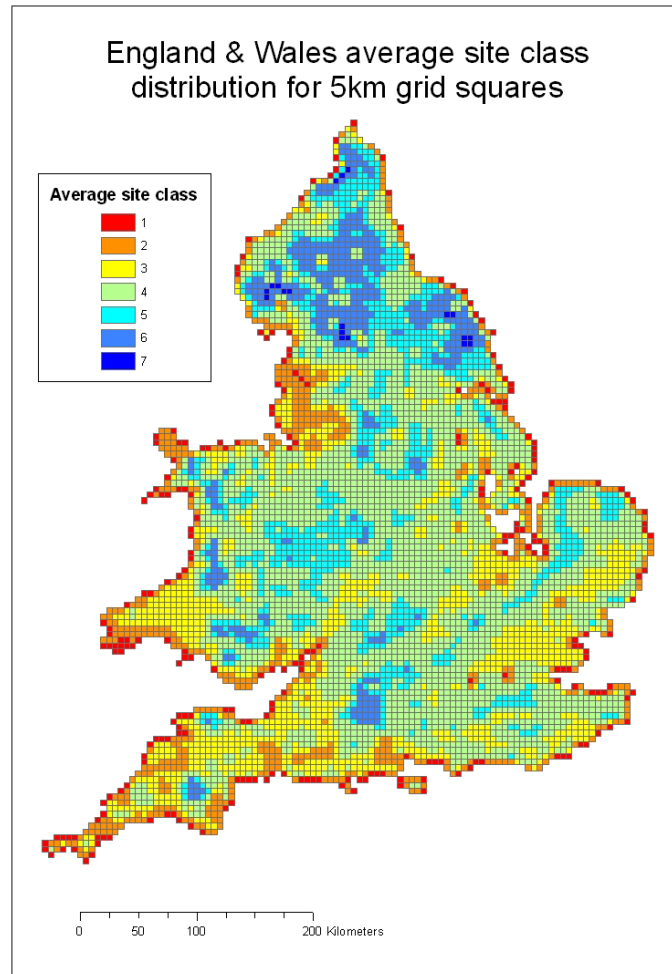 England & Wales average site class
distribution for 5km grid squares
Average site class
1
2
3
4
5
6
7
0 50 100 200 Kilometers